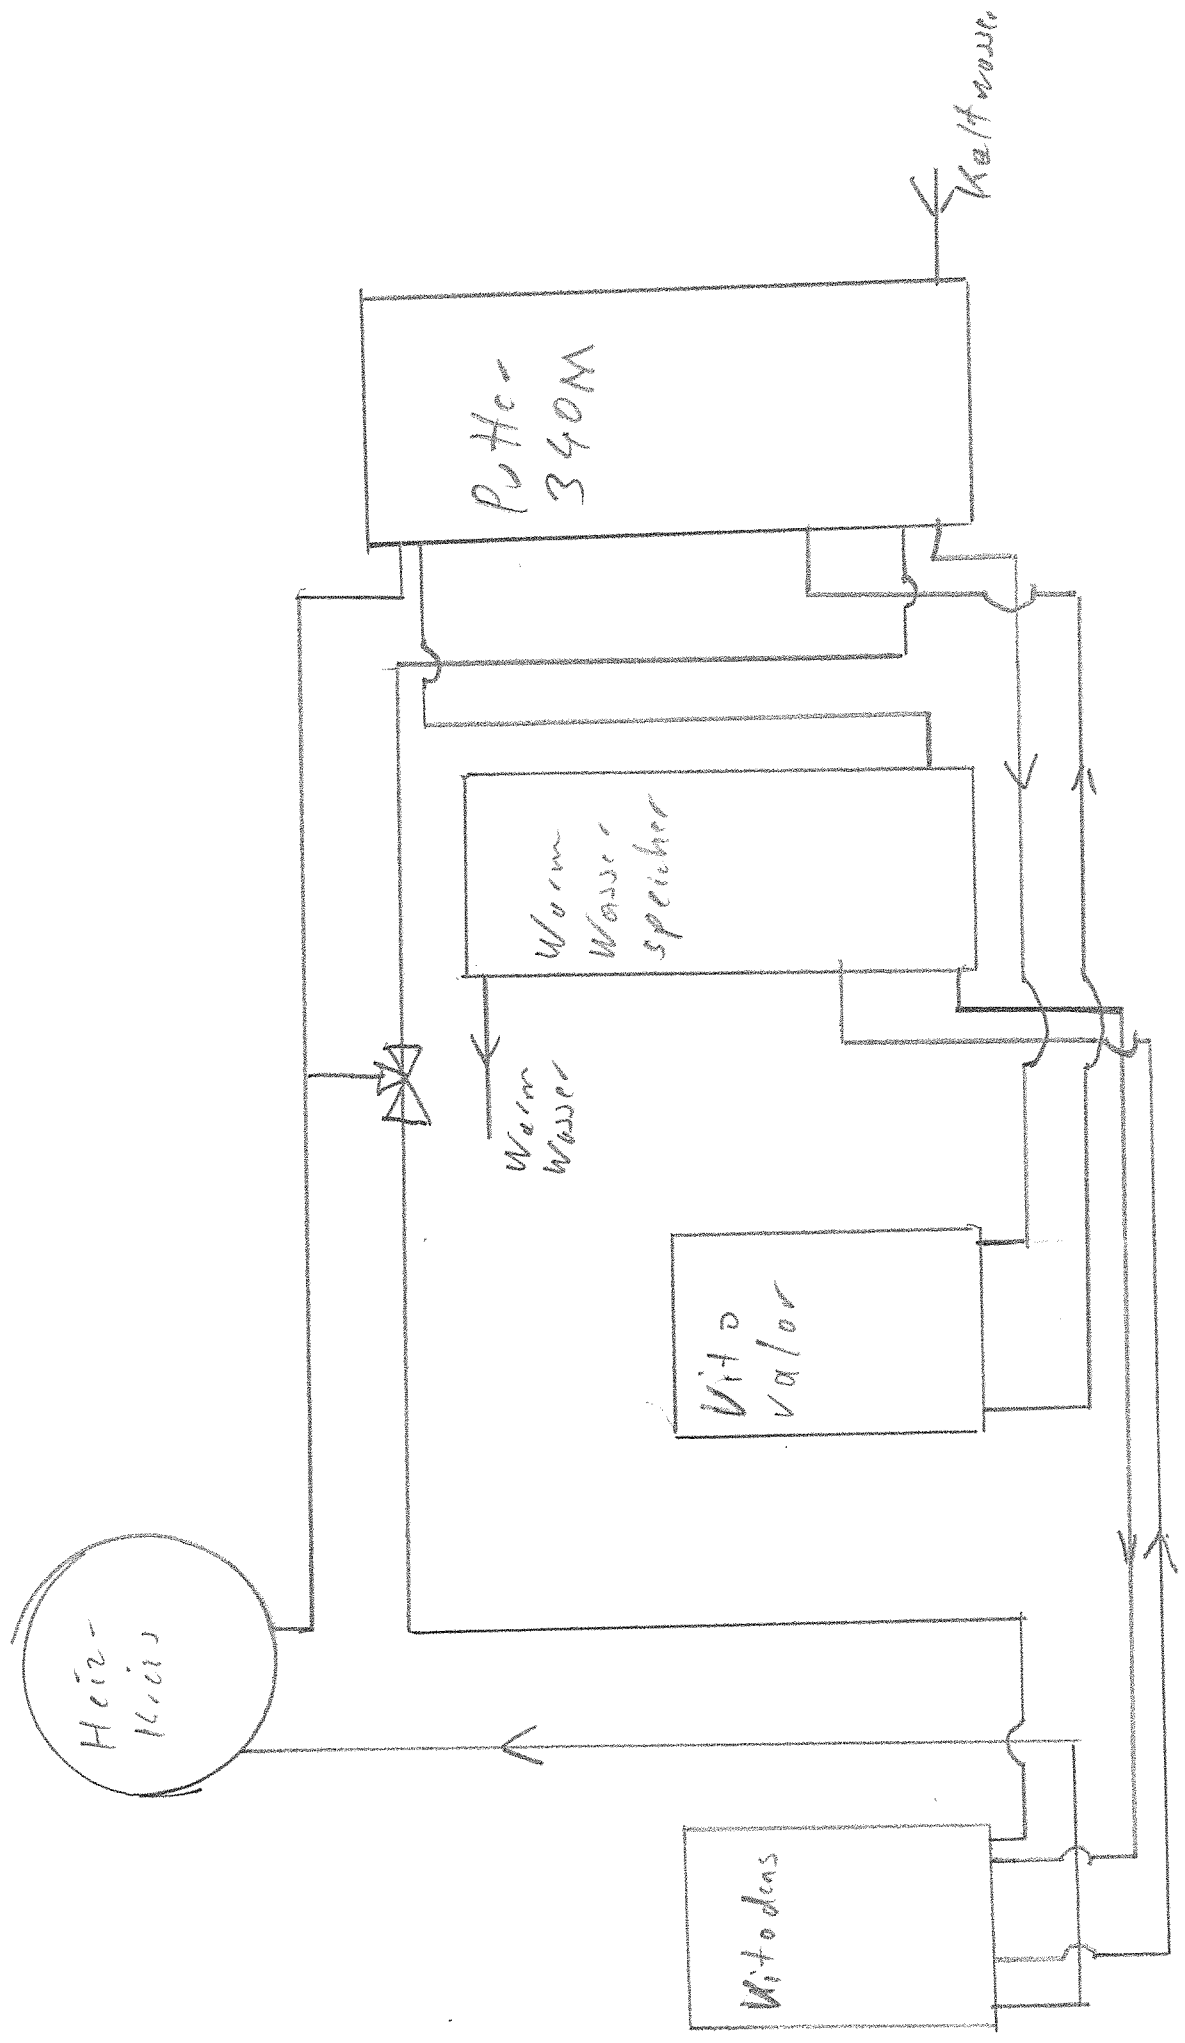 Heiz-
Kreis
Puffer
340M
Warm
Wasser
speicher
Warm
Wasser
Vito
valor
Vitodens
Kaltwasser